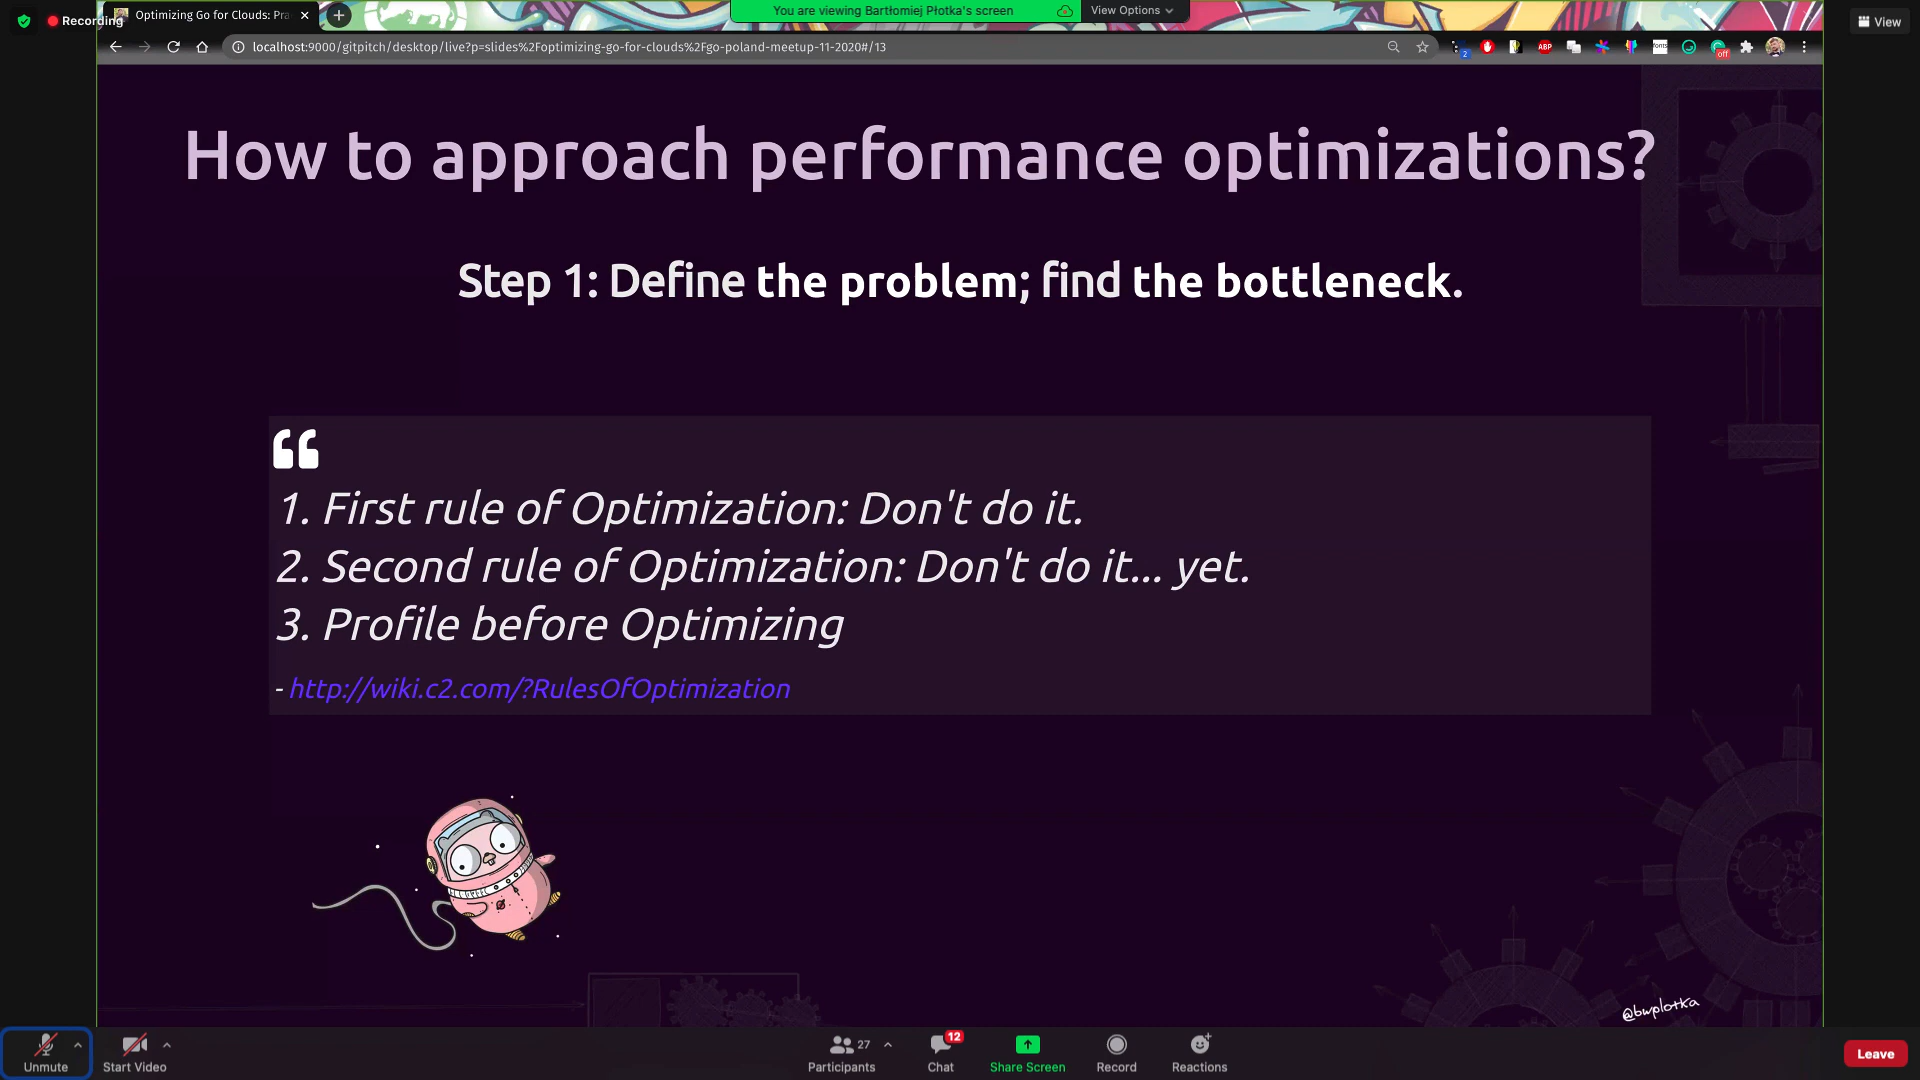 Recording
Optimizing Go for Clouds: Pra
You are viewing Bartłomiej Płotka's screen
View Options
View
localhost:9000/gitpitch/desktop/live?p=slides%2Foptimizing-go-for-clouds%2Fgo-poland-meetup-11-2020#/13
2
ABP
fonts
off
How to approach performance optimizations?
Step 1: Define the problem; find the bottleneck.
1. First rule of Optimization: Don't do it.
2. Second rule of Optimization: Don't do it... yet.
3. Profile before Optimizing
- http://wiki.c2.com/?RulesOfOptimization
@bwplotka
Unmute
Start Video
27
Participants
12
Chat
Share Screen
Record
Reactions
Leave